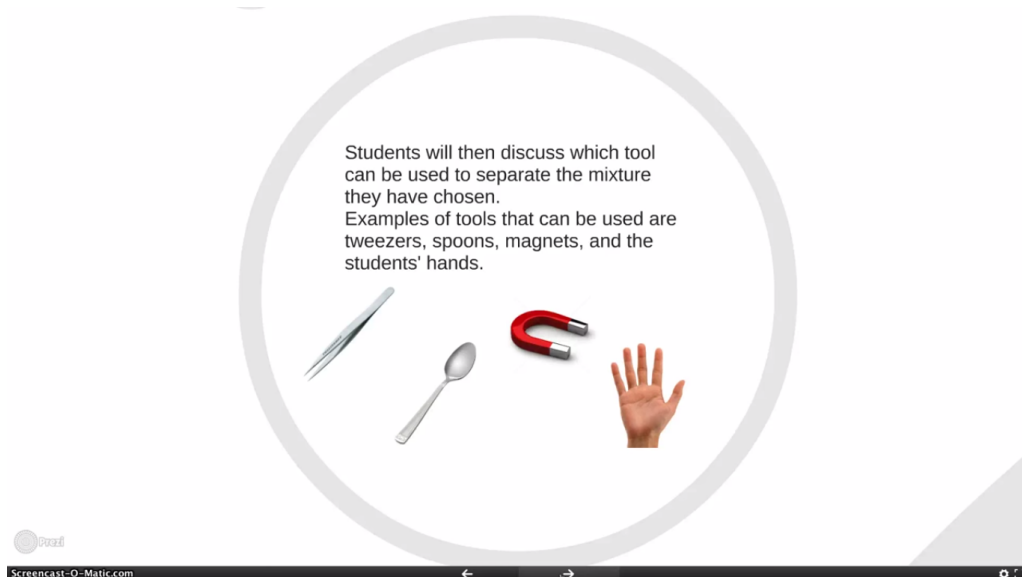 Students will then discuss which tool
can be used to separate the mixture
they have chosen.
Examples of tools that can be used are
tweezers, spoons, magnets, and the
students' hands.
Prezi
Screencast-O-Matic.com